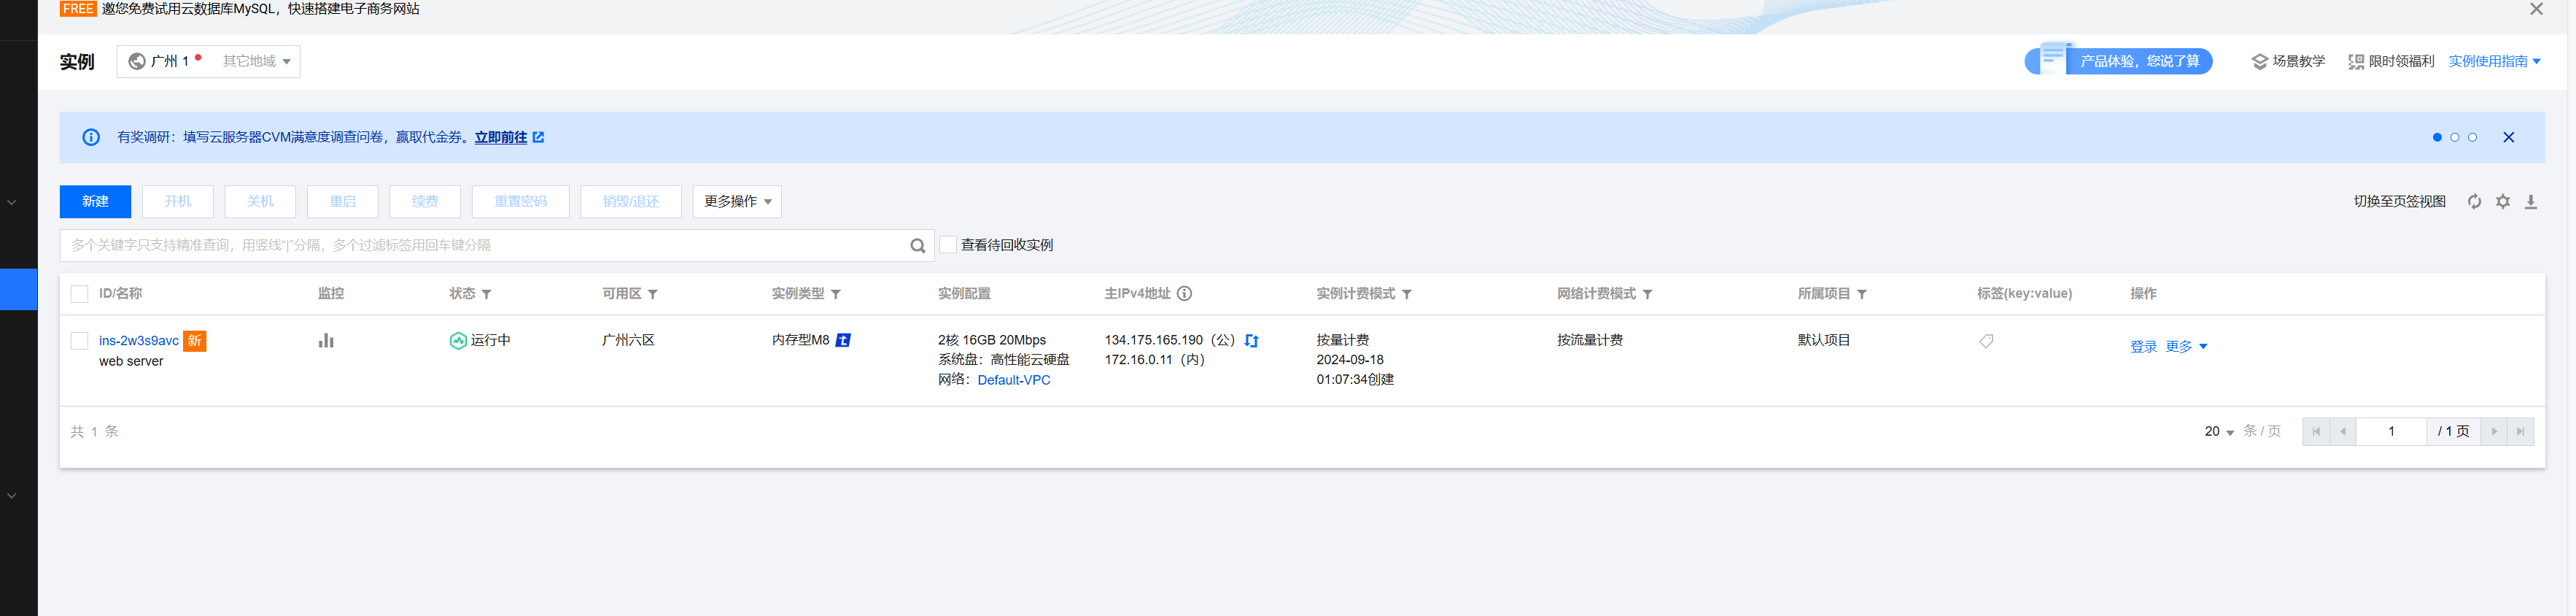 FREE 邀您免费试用云数据库MySQL，快速搭建电子商务网站
实例 广州 1 其它地域 产品体验，您说了算 场景教学 限时领福利 实例使用指南
有奖调研：填写云服务器CVM满意度调查问卷，赢取代金券。立即前往
新建 开机 关机 重启 续费 重置密码 销毁/退还 更多操作 切换至页签视图
多个关键字只支持精准查询，用竖线“|”分隔，多个过滤标签用回车键分隔 查看待回收实例
ID/名称 监控 状态 可用区 实例类型 实例配置 主IPv4地址 实例计费模式 网络计费模式 所属项目 标签(key:value) 操作
ins-2w3s9avc 新 运行中 广州六区 内存型M8 t 2核 16GB 20Mbps 134.175.165.190（公） 按量计费 按流量计费 默认项目 登录 更多
web server 系统盘：高性能云硬盘 172.16.0.11（内） 2024-09-18
网络：Default-VPC 01:07:34创建
共 1 条 20 条 / 页 1 / 1 页